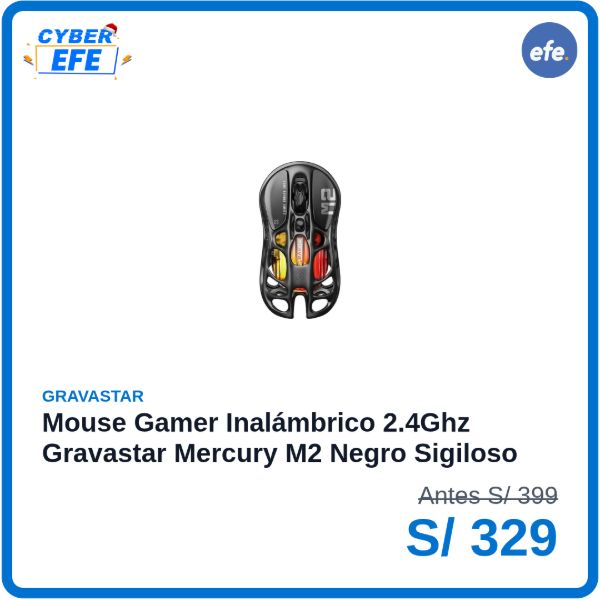 CYBER
EFE
efe.
M2
GRAVASTAR
Mouse Gamer Inalámbrico 2.4Ghz
Gravastar Mercury M2 Negro Sigiloso
Antes S/ 399
S/ 329